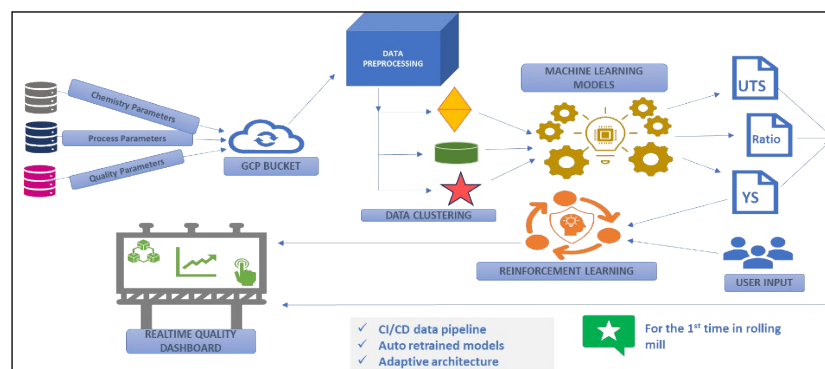 DATA
PREPROCESSING
MACHINE LEARNING
MODELS
UTS
Chemistry Parameters
Process Parameters
Quality Parameters
GCP BUCKET
Ratio
DATA CLUSTERING
YS
REINFORCEMENT LEARNING
USER INPUT
REALTIME QUALITY
DASHBOARD
✓ CI/CD data pipeline
✓ Auto retrained models
✓ Adaptive architecture
For the 1st time in rolling
mill